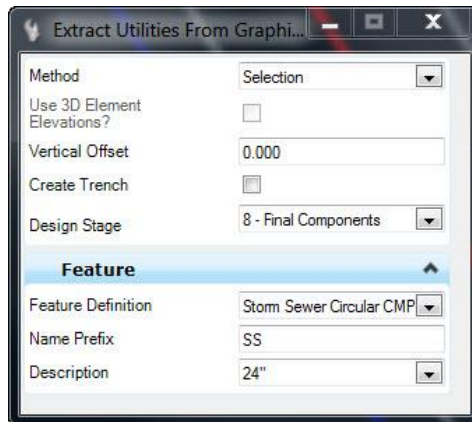 Extract Utilities From Graphi...
Method Selection
Use 3D Element
Elevations?
Vertical Offset 0.000
Create Trench
Design Stage 8 - Final Components
Feature
Feature Definition Storm Sewer Circular CMP
Name Prefix SS
Description 24"